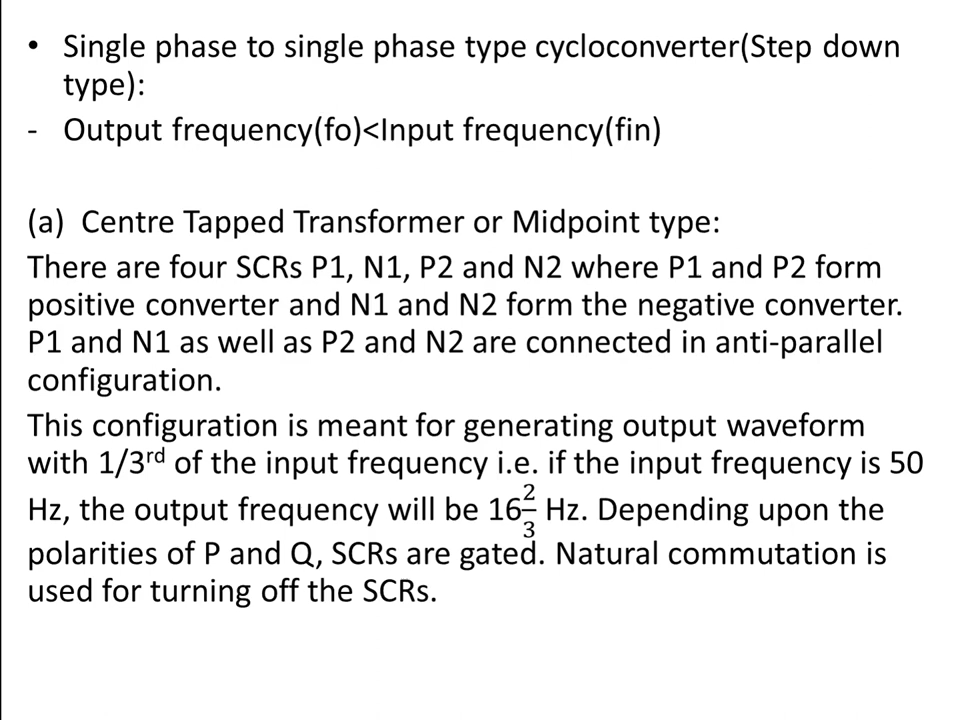 • Single phase to single phase type cycloconverter(Step down
type):
- Output frequency(fo)<Input frequency(fin)
(a) Centre Tapped Transformer or Midpoint type:
There are four SCRs P1, N1, P2 and N2 where P1 and P2 form
positive converter and N1 and N2 form the negative converter.
P1 and N1 as well as P2 and N2 are connected in anti-parallel
configuration.
This configuration is meant for generating output waveform
with 1/3rd of the input frequency i.e. if the input frequency is 50
Hz, the output frequency will be 16 2/3 Hz. Depending upon the
polarities of P and Q, SCRs are gated. Natural commutation is
used for turning off the SCRs.